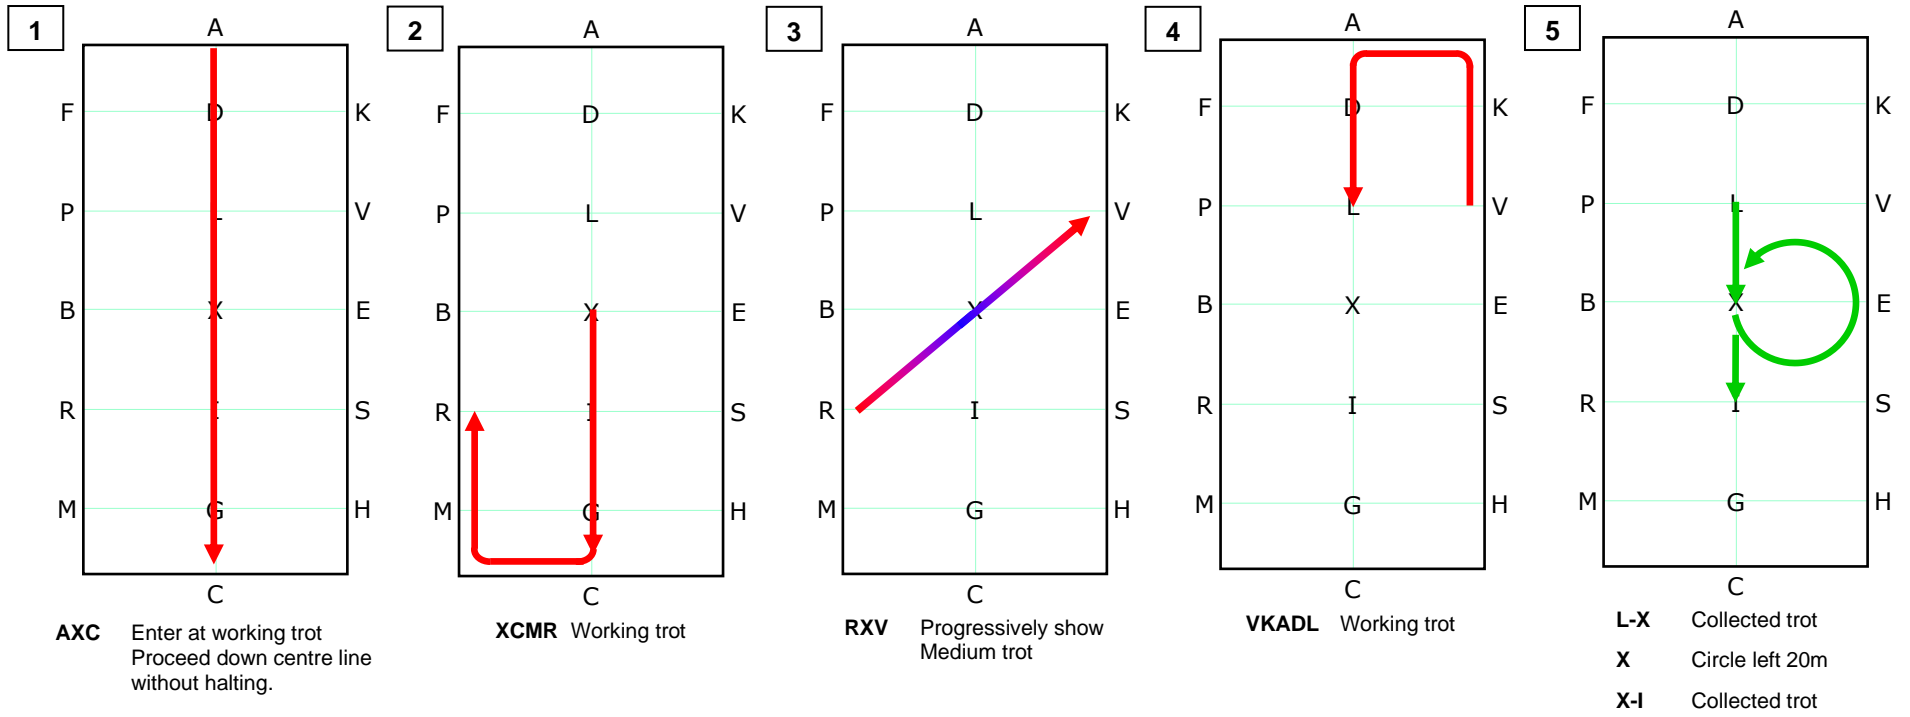 1
A
F D K
P L V
B X E
R I S
M G H
C
AXC Enter at working trot
Proceed down centre line
without halting.
2
A
F D K
P L V
B X E
R I S
M G H
C
XCMR Working trot
3
A
F D K
P L V
B X E
R I S
M G H
C
RXV Progressively show
Medium trot
4
A
F D K
P L V
B X E
R I S
M G H
C
VKADL Working trot
5
A
F D K
P L V
B X E
R I S
M G H
C
L-X Collected trot
X Circle left 20m
X-I Collected trot